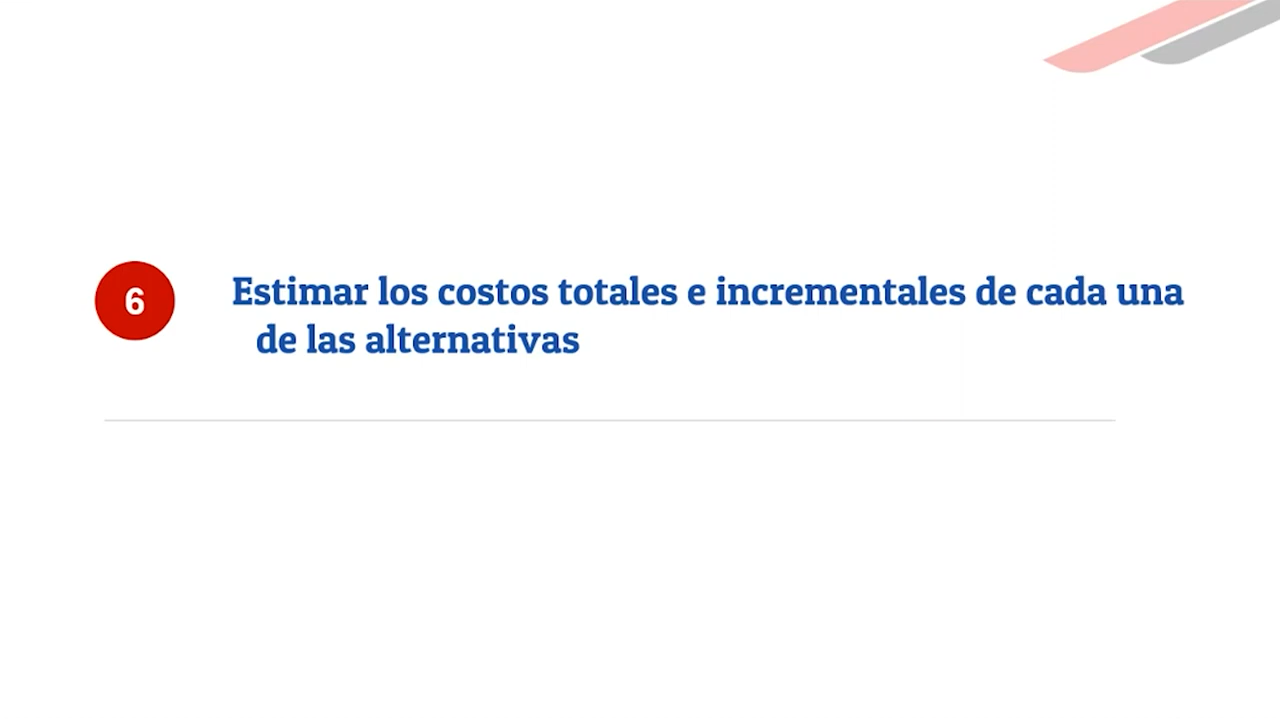 6
Estimar los costos totales e incrementales de cada una
de las alternativas